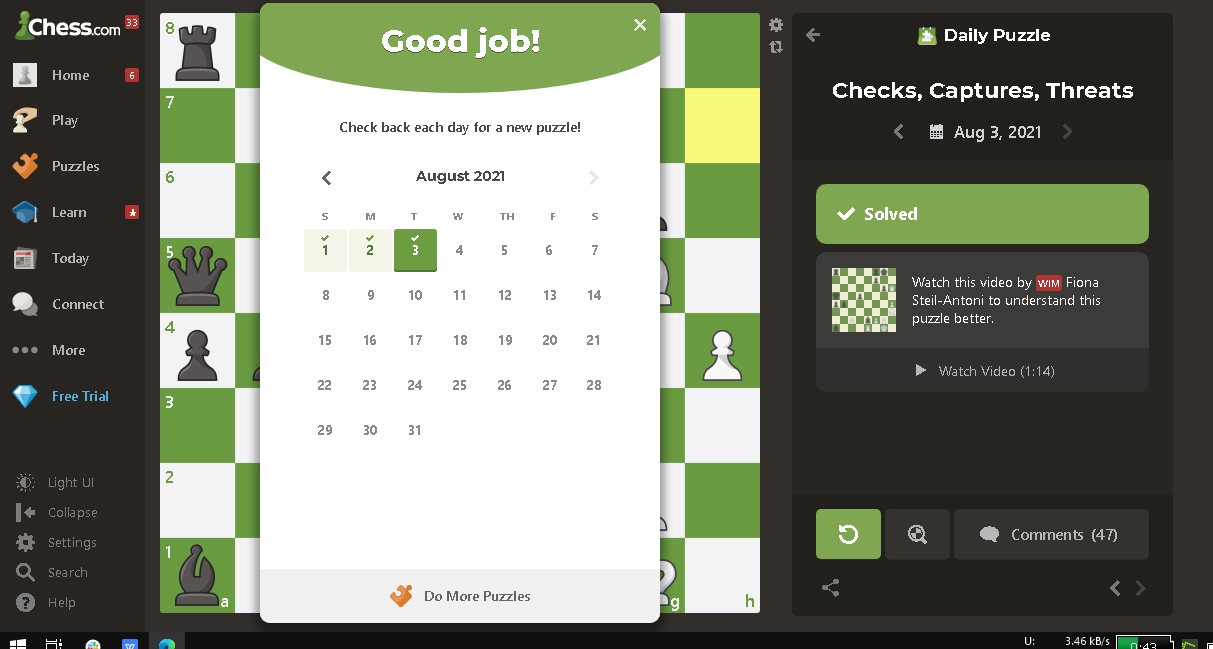 Chess.com
33
Home
6
Play
Puzzles
Learn
Today
Connect
More
Free Trial
Light UI
Collapse
Settings
Search
Help
8
7
6
5
4
3
2
1
a
g
h
Good job!
Check back each day for a new puzzle!
August 2021
S M T W TH F S
1 2 3 4 5 6 7
8 9 10 11 12 13 14
15 16 17 18 19 20 21
22 23 24 25 26 27 28
29 30 31
Do More Puzzles
Daily Puzzle
Checks, Captures, Threats
Aug 3, 2021
Solved
Watch this video by WIM Fiona
Steil-Antoni to understand this
puzzle better.
Watch Video (1:14)
Comments (47)
U: 3.46 kB/s
0:43